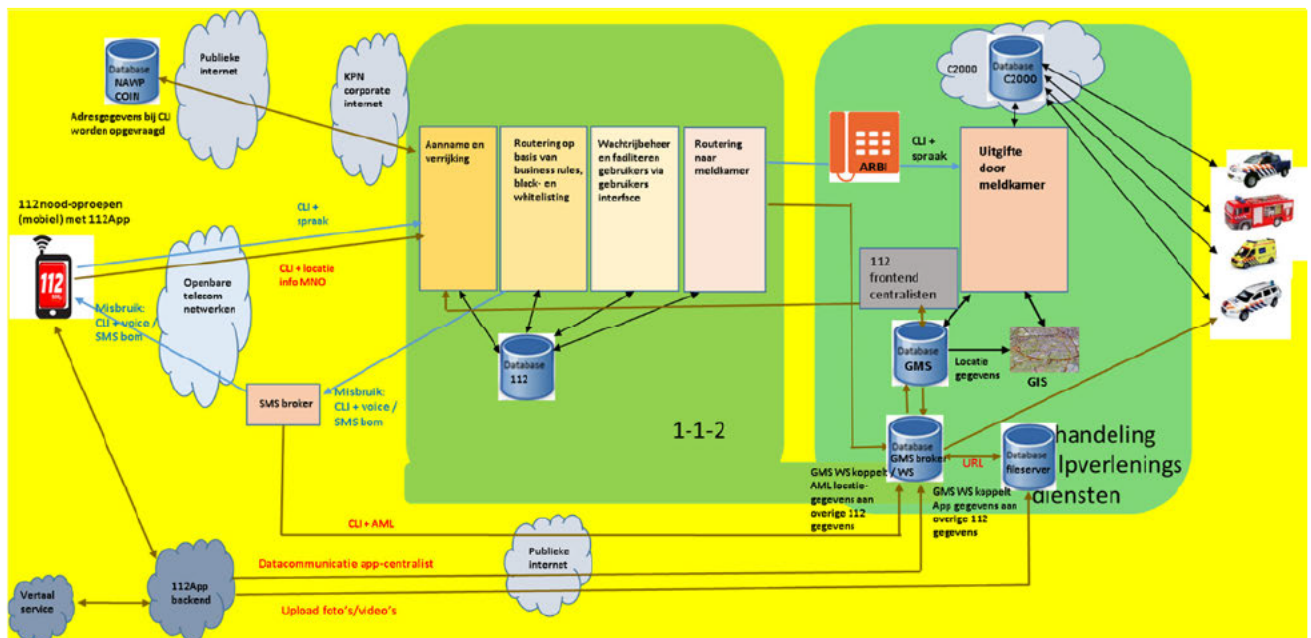 Database
NAWP
COIN
Adresgegevens bij CLI
worden opgevraagd
Publieke
internet
KPN
corporate
internet
Aanname en
verrijking
Routering op
basis van
business rules,
black- en
whitelisting
Wachtrijbeheer
en faciliteren
gebruikers via
gebruikers
interface
Routering
naar
meldkamer
ARBI
CLI +
spraak
C2000
Database
C2000
Uitgifte
door
meldkamer
112 nood-oproepen
(mobiel) met 112App
112
CLI +
spraak
CLI + locatie
info MNO
Openbare
telecom
netwerken
Misbruik:
CLI + voice /
SMS bom
SMS broker
Misbruik:
CLI + voice /
SMS bom
Database
112
1-1-2
112
frontend
centralisten
Database
GMS
Locatie
gegevens
GIS
Database
GMS broker
URL
Database
fileserver
handeling
lpverlenings
diensten
GMS WS koppelt / WS
AML locatie-
gegevens aan
overige 112
gegevens
GMS WS koppelt
App gegevens aan
overige 112
gegevens
CLI + AML
Datacommunicatie app-centralist
Publieke
internet
Upload foto's/video's
112App
backend
Vertaal
service